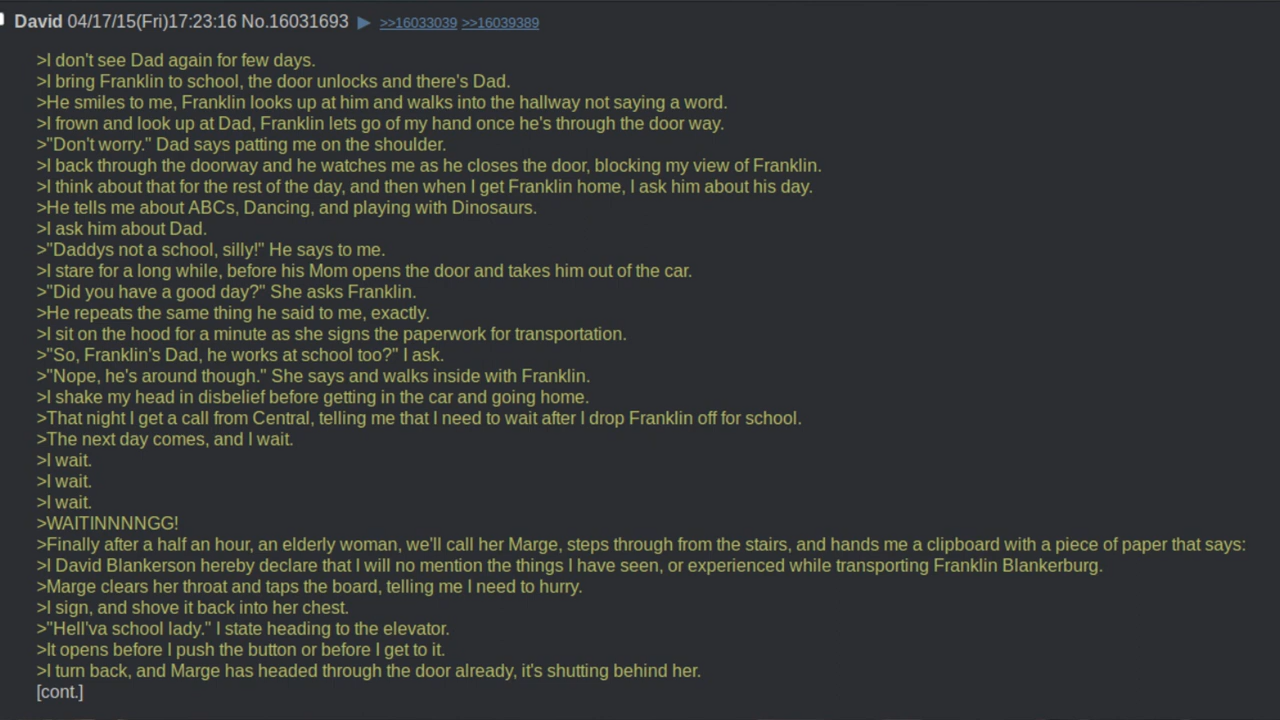 David 04/17/15(Fri)17:23:16 No.16031693 ▶ >>16033039 >>16039389
>I don't see Dad again for few days.
>I bring Franklin to school, the door unlocks and there's Dad.
>He smiles to me, Franklin looks up at him and walks into the hallway not saying a word.
>I frown and look up at Dad, Franklin lets go of my hand once he's through the door way.
>"Don't worry." Dad says patting me on the shoulder.
>I back through the doorway and he watches me as he closes the door, blocking my view of Franklin.
>I think about that for the rest of the day, and then when I get Franklin home, I ask him about his day.
>He tells me about ABCs, Dancing, and playing with Dinosaurs.
>I ask him about Dad.
>"Daddys not a school, silly!" He says to me.
>I stare for a long while, before his Mom opens the door and takes him out of the car.
>"Did you have a good day?" She asks Franklin.
>He repeats the same thing he said to me, exactly.
>I sit on the hood for a minute as she signs the paperwork for transportation.
>"So, Franklin's Dad, he works at school too?" I ask.
>"Nope, he's around though." She says and walks inside with Franklin.
>I shake my head in disbelief before getting in the car and going home.
>That night I get a call from Central, telling me that I need to wait after I drop Franklin off for school.
>The next day comes, and I wait.
>I wait.
>I wait.
>I wait.
>WAITINNNNGG!
>Finally after a half an hour, an elderly woman, we'll call her Marge, steps through from the stairs, and hands me a clipboard with a piece of paper that says:
>I David Blankerson hereby declare that I will no mention the things I have seen, or experienced while transporting Franklin Blankerburg.
>Marge clears her throat and taps the board, telling me I need to hurry.
>I sign, and shove it back into her chest.
>"Hell'va school lady." I state heading to the elevator.
>It opens before I push the button or before I get to it.
>I turn back, and Marge has headed through the door already, it's shutting behind her.
[cont.]